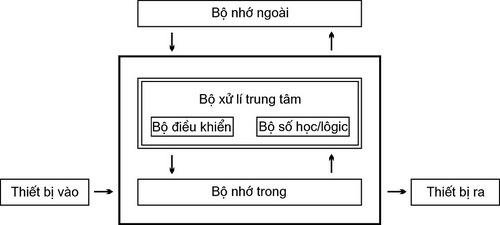 Bộ nhớ ngoài
Bộ xử lí trung tâm
Bộ điều khiển
Bộ số học/lôgic
Thiết bị vào
Bộ nhớ trong
Thiết bị ra